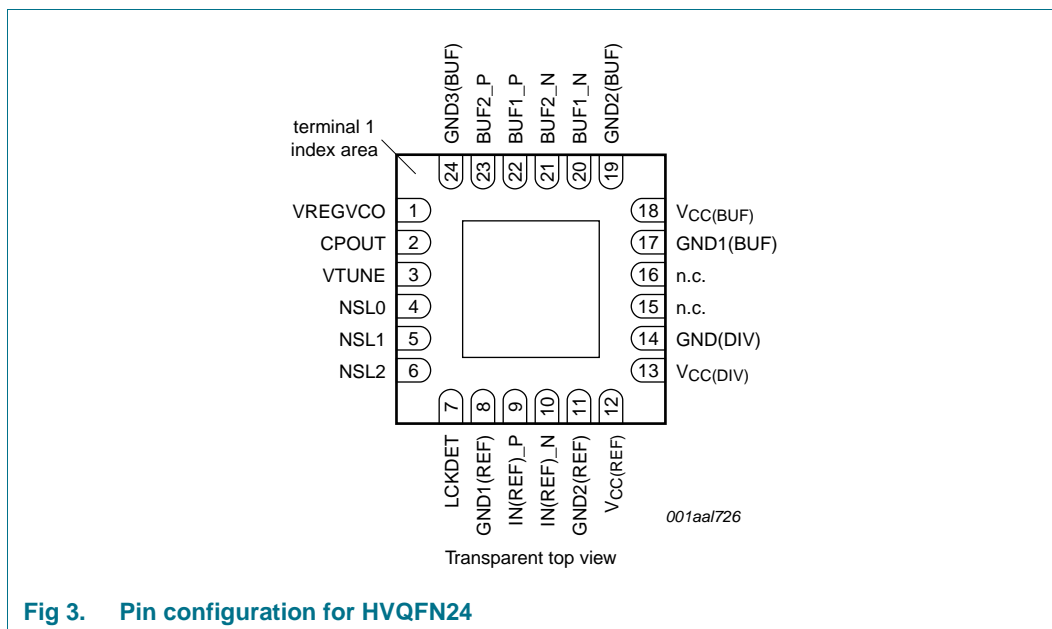 GND3(BUF)
BUF2_P
BUF1_P
BUF2_N
BUF1_N
GND2(BUF)
terminal 1
index area
24
23
22
21
20
19
VREGVCO 1
CPOUT 2
VTUNE 3
NSL0 4
NSL1 5
NSL2 6
18 VCC(BUF)
17 GND1(BUF)
16 n.c.
15 n.c.
14 GND(DIV)
13 VCC(DIV)
7
8
9
10
11
12
LCKDET
GND1(REF)
IN(REF)_P
IN(REF)_N
GND2(REF)
VCC(REF)
001aal726
Transparent top view
Fig 3. Pin configuration for HVQFN24